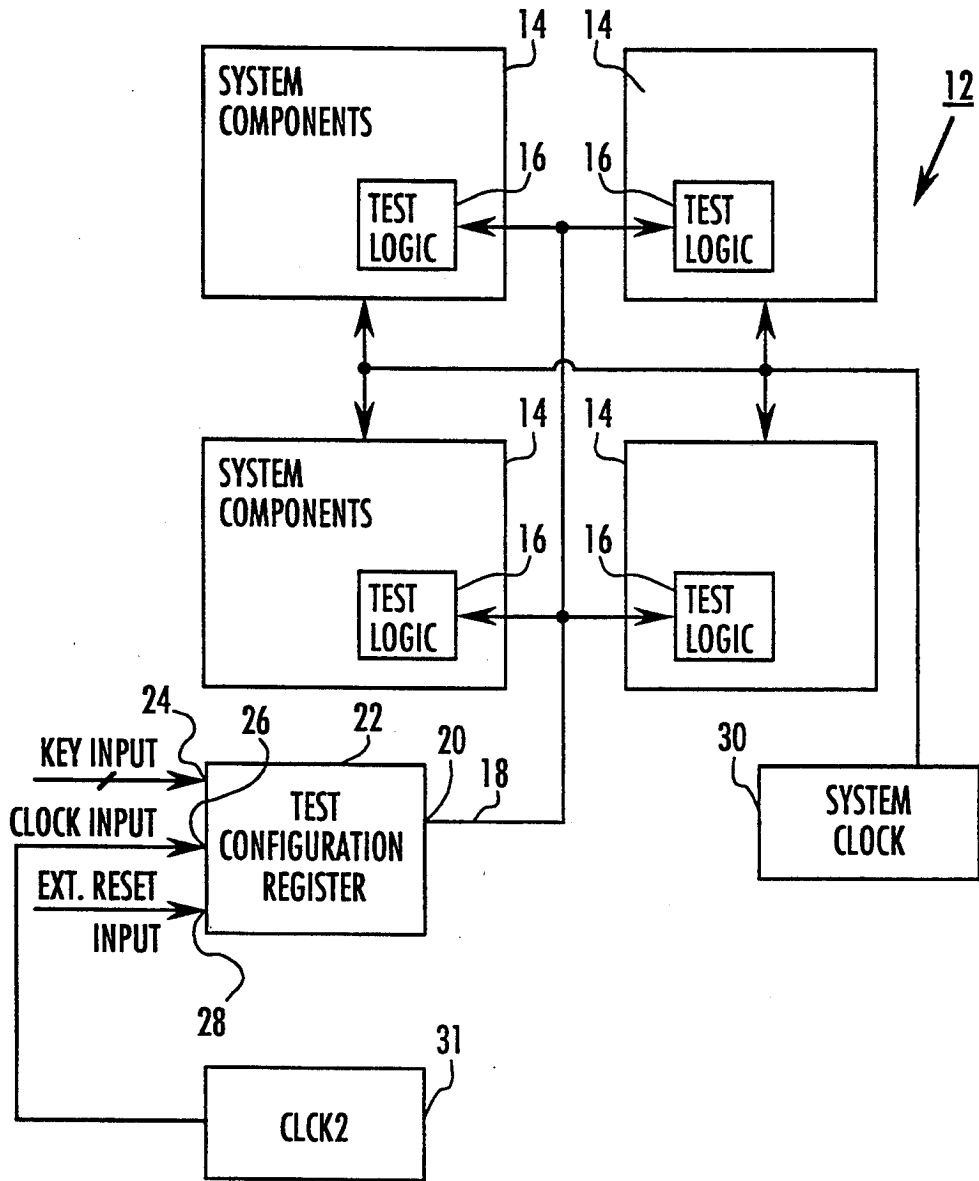 14
14
SYSTEM
COMPONENTS
12
16
16
TEST
LOGIC
TEST
LOGIC
14
14
SYSTEM
COMPONENTS
16
16
TEST
LOGIC
TEST
LOGIC
24
26
22
20
30
KEY INPUT
CLOCK INPUT
EXT. RESET
INPUT
TEST
CONFIGURATION
REGISTER
18
SYSTEM
CLOCK
28
31
CLCK2